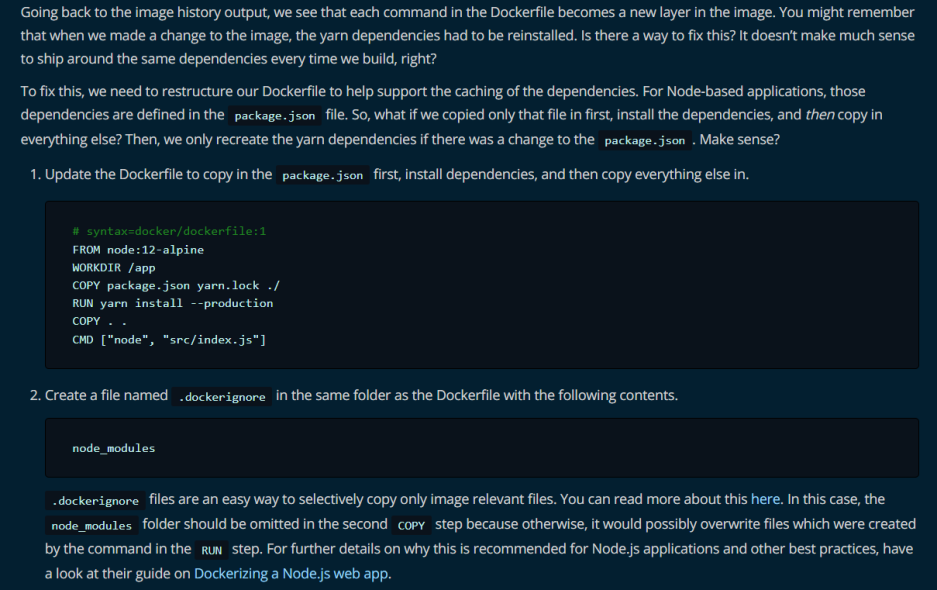 Going back to the image history output, we see that each command in the Dockerfile becomes a new layer in the image. You might remember
that when we made a change to the image, the yarn dependencies had to be reinstalled. Is there a way to fix this? It doesn’t make much sense
to ship around the same dependencies every time we build, right?
To fix this, we need to restructure our Dockerfile to help support the caching of the dependencies. For Node-based applications, those
dependencies are defined in the package.json file. So, what if we copied only that file in first, install the dependencies, and then copy in
everything else? Then, we only recreate the yarn dependencies if there was a change to the package.json . Make sense?
1. Update the Dockerfile to copy in the package.json first, install dependencies, and then copy everything else in.
# syntax=docker/dockerfile:1
FROM node:12-alpine
WORKDIR /app
COPY package.json yarn.lock ./
RUN yarn install --production
COPY . .
CMD ["node", "src/index.js"]
2. Create a file named .dockerignore in the same folder as the Dockerfile with the following contents.
node_modules
.dockerignore files are an easy way to selectively copy only image relevant files. You can read more about this here. In this case, the
node_modules folder should be omitted in the second COPY step because otherwise, it would possibly overwrite files which were created
by the command in the RUN step. For further details on why this is recommended for Node.js applications and other best practices, have
a look at their guide on Dockerizing a Node.js web app.